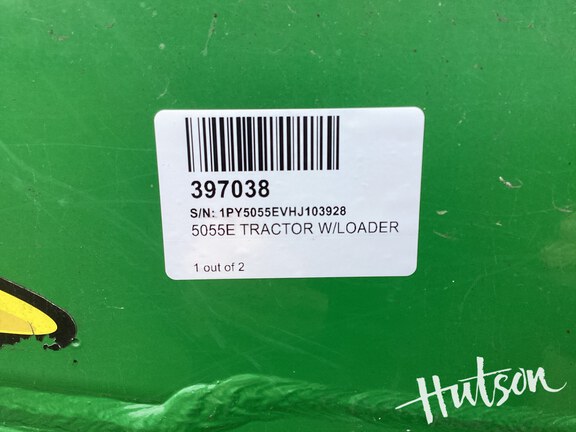 397038
S/N: 1PY5055EVHJ103928
5055E TRACTOR W/LOADER
1 out of 2
Hutson